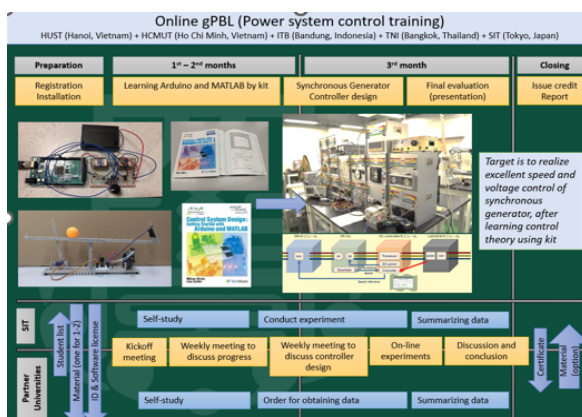 Online gPBL (Power system control training)
HUST (Hanoi, Vietnam) + HCMUT (Ho Chi Minh, Vietnam) + ITB (Bandung, Indonesia) + TNI (Bangkok, Thailand) + SIT (Tokyo, Japan)
Preparation
1st – 2nd months
3rd month
Closing
Registration
Installation
Learning Arduino and MATLAB by kit
Synchronous Generator
Controller design
Final evaluation
(presentation)
Issue credit
Report
Control System Design:
Getting Started with
Arduino and MATLAB
Target is to realize
excellent speed and
voltage control of
synchronous
generator, after
learning control
theory using kit
SIT
Self-study
Conduct experiment
Summarizing data
Student list
Material (one for 1-2)
ID & Software license
Kickoff
meeting
Weekly meeting to
discuss progress
Weekly meeting to
discuss controller
design
On-line
experiments
Discussion and
conclusion
Certificate
Material
(option)
Partner
Universities
Self-study
Order for obtaining data
Summarizing data